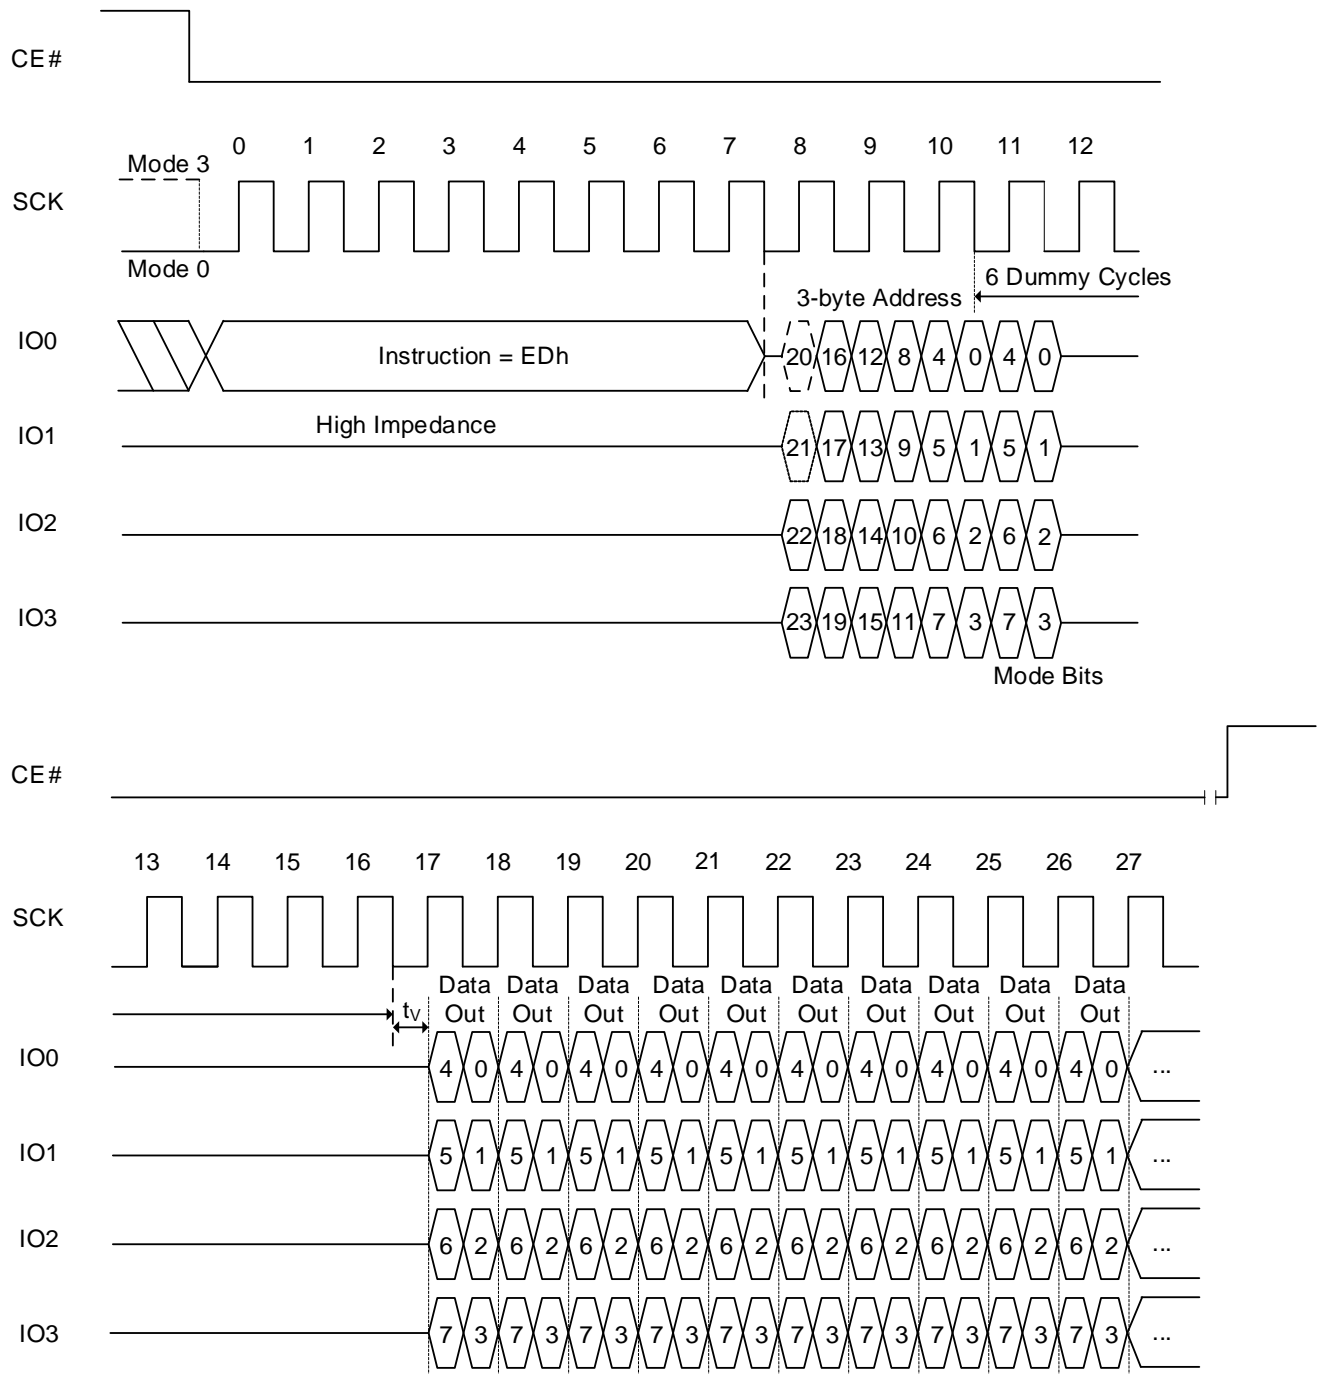 CE#
0 1 2 3 4 5 6 7 8 9 10 11 12
Mode 3
SCK
Mode 0
6 Dummy Cycles
3-byte Address
IO0
Instruction = EDh
20 16 12 8 4 0 4 0
High Impedance
IO1
21 17 13 9 5 1 5 1
IO2
22 18 14 10 6 2 6 2
IO3
23 19 15 11 7 3 7 3
Mode Bits
CE#
13 14 15 16 17 18 19 20 21 22 23 24 25 26 27
SCK
Data Data Data Data Data Data Data Data Data Data
tV Out Out Out Out Out Out Out Out Out Out
IO0
4 0 4 0 4 0 4 0 4 0 4 0 4 0 4 0 4 0 4 0 ...
IO1
5 1 5 1 5 1 5 1 5 1 5 1 5 1 5 1 5 1 5 1 ...
IO2
6 2 6 2 6 2 6 2 6 2 6 2 6 2 6 2 6 2 6 2 ...
IO3
7 3 7 3 7 3 7 3 7 3 7 3 7 3 7 3 7 3 7 3 ...